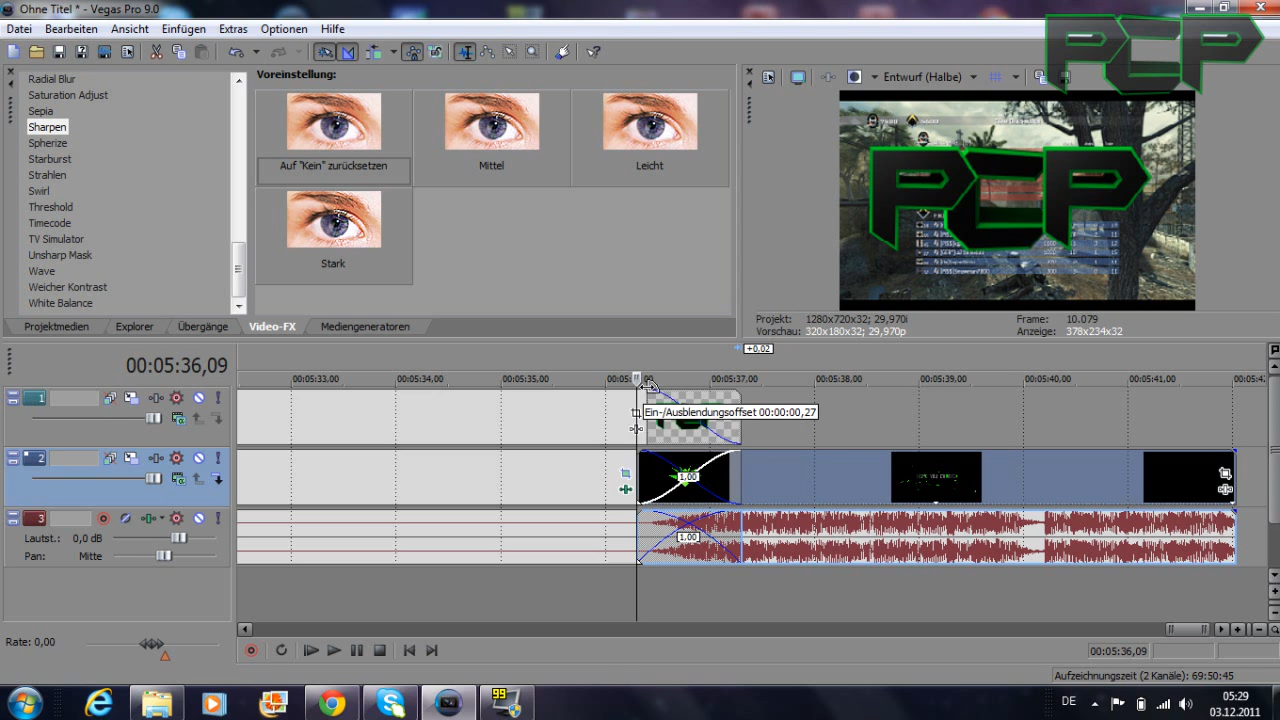 Ohne Titel * - Vegas Pro 9.0
Datei Bearbeiten Ansicht Einfügen Extras Optionen Hilfe
PCP
Radial Blur
Saturation Adjust
Sepia
Sharpen
Spherize
Starburst
Strahlen
Swirl
Threshold
Timecode
TV Simulator
Unsharp Mask
Wave
Weicher Kontrast
White Balance
Voreinstellung:
Auf "Kein" zurücksetzen
Mittel
Leicht
Stark
Projektmedien Explorer Übergänge Video-FX Mediengeneratoren
Entwurf (Halbe)
PCP
Projekt: 1280x720x32; 29,970i
Frame: 10.079
Vorschau: 320x180x32; 29,970p
Anzeige: 378x234x32
+0.02
00:05:36,09
00:05:33,00 00:05:34,00 00:05:35,00 00:05:37,00 00:05:38,00 00:05:39,00 00:05:40,00 00:05:41,00
1
Ein-/Ausblendungsoffset 00:00:00,27
2
1,00
3
Lautst.: 0,0 dB
Pan: Mitte
1,00
Rate: 0,00
00:05:36,09
Aufzeichnungszeit (2 Kanäle): 69:50:45
99
DE
05:29
03.12.2011